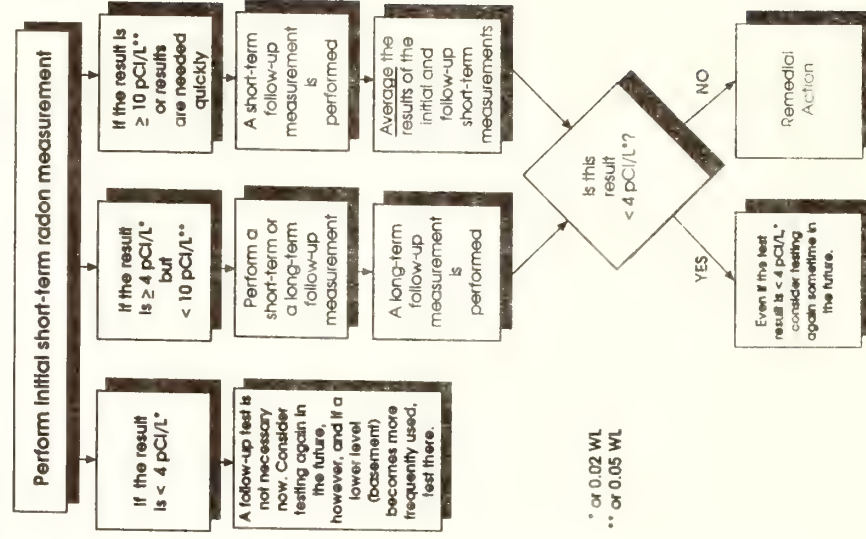 Perform initial short-term radon measurement
If the result
is < 4 pCi/L*
A follow-up test is
not necessary
now. Consider
testing again in
the future,
however, and if a
lower level
(basement)
becomes more
frequently used,
test there.
If the result
is ≥ 4 pCi/L*
but
< 10 pCi/L**
Perform a
short-term or
a long-term
follow-up
measurement
A long-term
follow-up
measurement
is
performed
If the result is
≥ 10 pCi/L**
or results
are needed
quickly
A short-term
follow-up
measurement
is
performed
Average the
results of the
initial and
follow-up
short-term
measurements
Is this
result
< 4 pCi/L*?
YES
NO
Even if the test
result is < 4 pCi/L*
consider testing
again sometime in
the future.
Remedial
Action
* or 0.02 WL
** or 0.05 WL